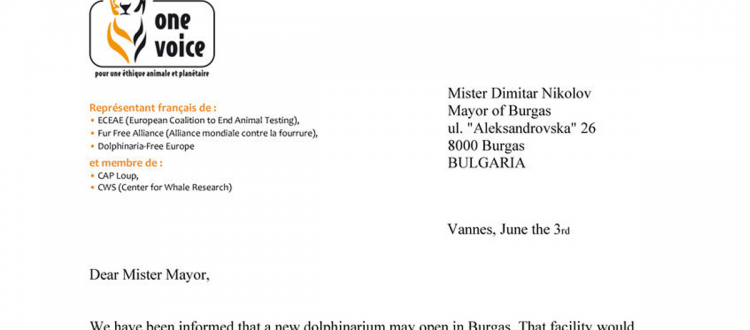 one
voice
pour une éthique animale et planétaire
Représentant français de :
• ECEAE (European Coalition to End Animal Testing),
• Fur Free Alliance (Alliance mondiale contre la fourrure),
• Dolphinaria-Free Europe
et membre de :
• CAP Loup,
• CWS (Center for Whale Research)
Mister Dimitar Nikolov
Mayor of Burgas
ul. "Aleksandrovska" 26
8000 Burgas
BULGARIA
Vannes, June the 3rd
Dear Mister Mayor,
We have been informed that a new dolphinarium may open in Burgas. That facility would